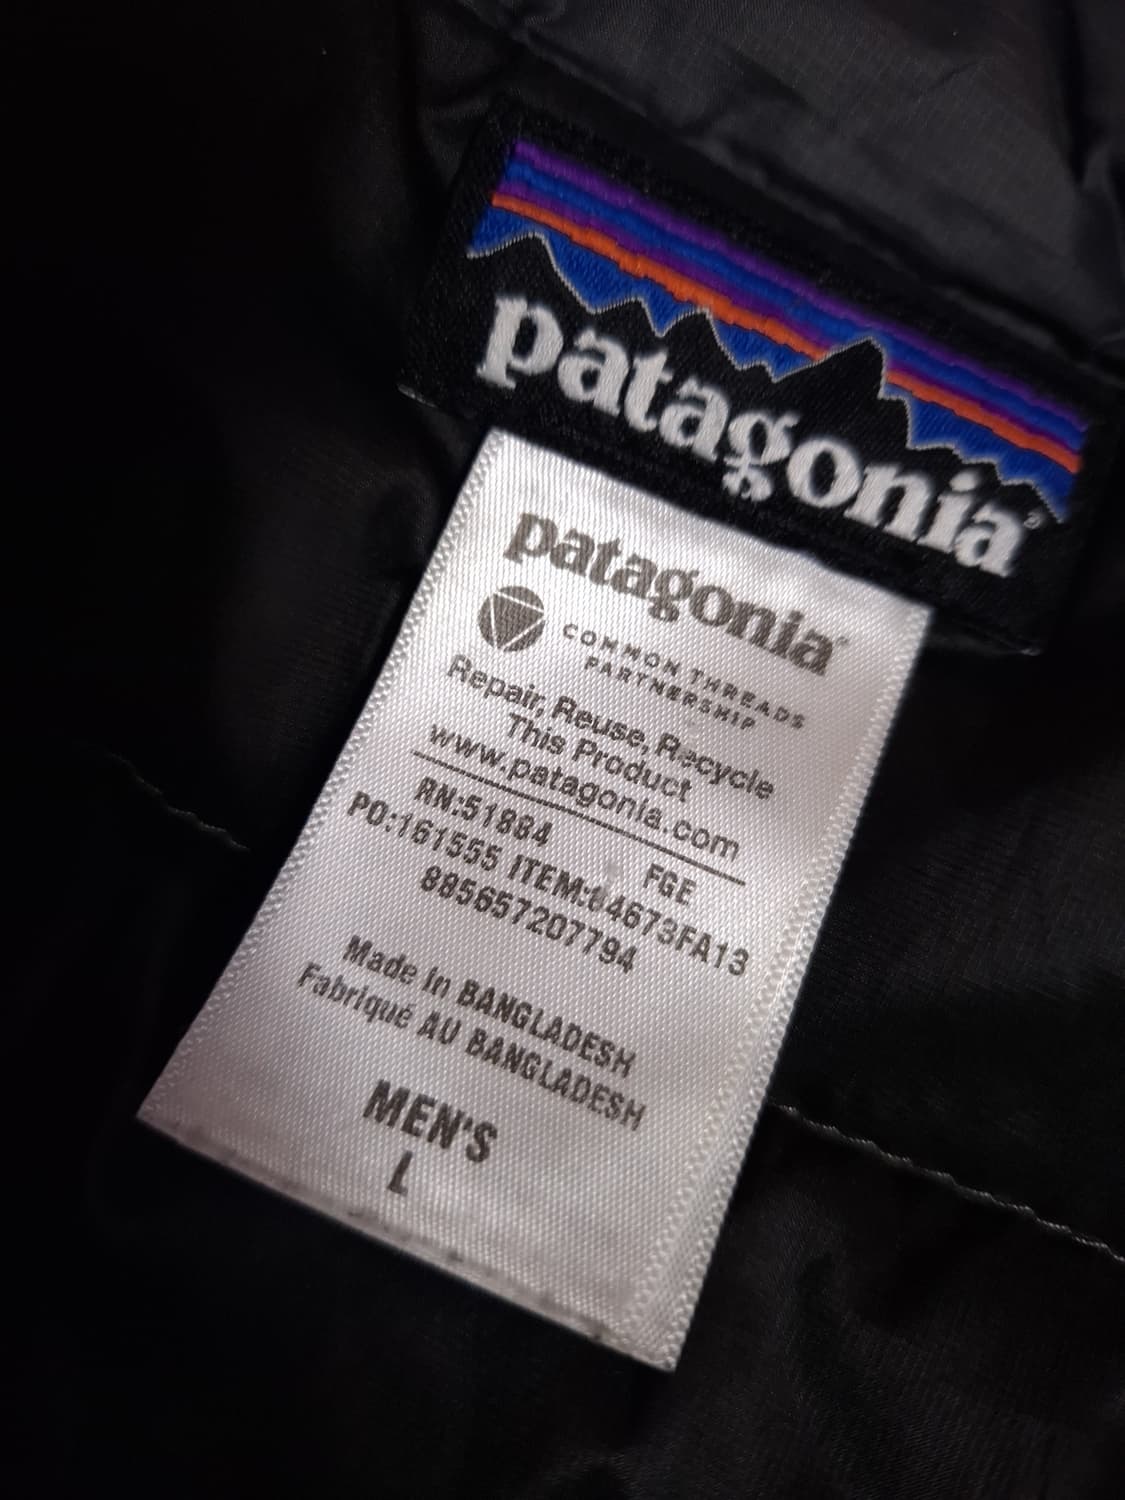 patagonia®
patagonia®
COMMON THREADS
PARTNERSHIP
Repair, Reuse, Recycle
This Product
www.patagonia.com
RN:51884 FGE
PO:161555 ITEM:84673FA13
885657207794
Made in BANGLADESH
Fabriqué AU BANGLADESH
MEN'S
L